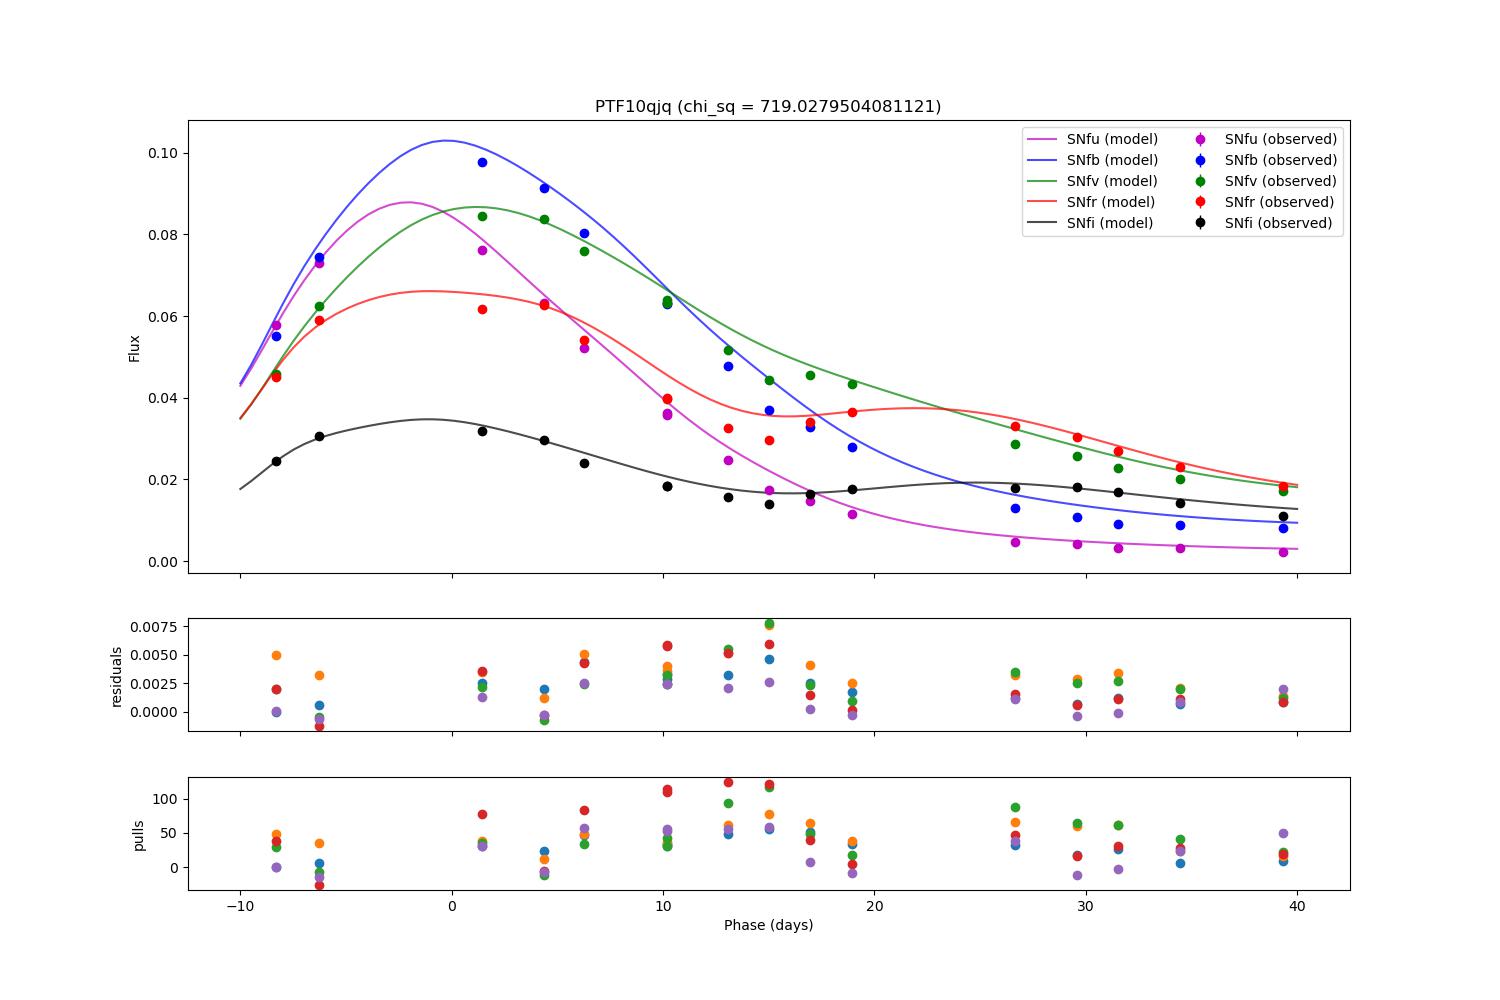 PTF10qjq (chi_sq = 719.0279504081121)
0.10
0.08
0.06
0.04
0.02
0.00
Flux
SNfu (model)
SNfb (model)
SNfv (model)
SNfr (model)
SNfi (model)
SNfu (observed)
SNfb (observed)
SNfv (observed)
SNfr (observed)
SNfi (observed)
0.0075
0.0050
0.0025
0.0000
residuals
100
50
0
pulls
−10
0
10
20
30
40
Phase (days)